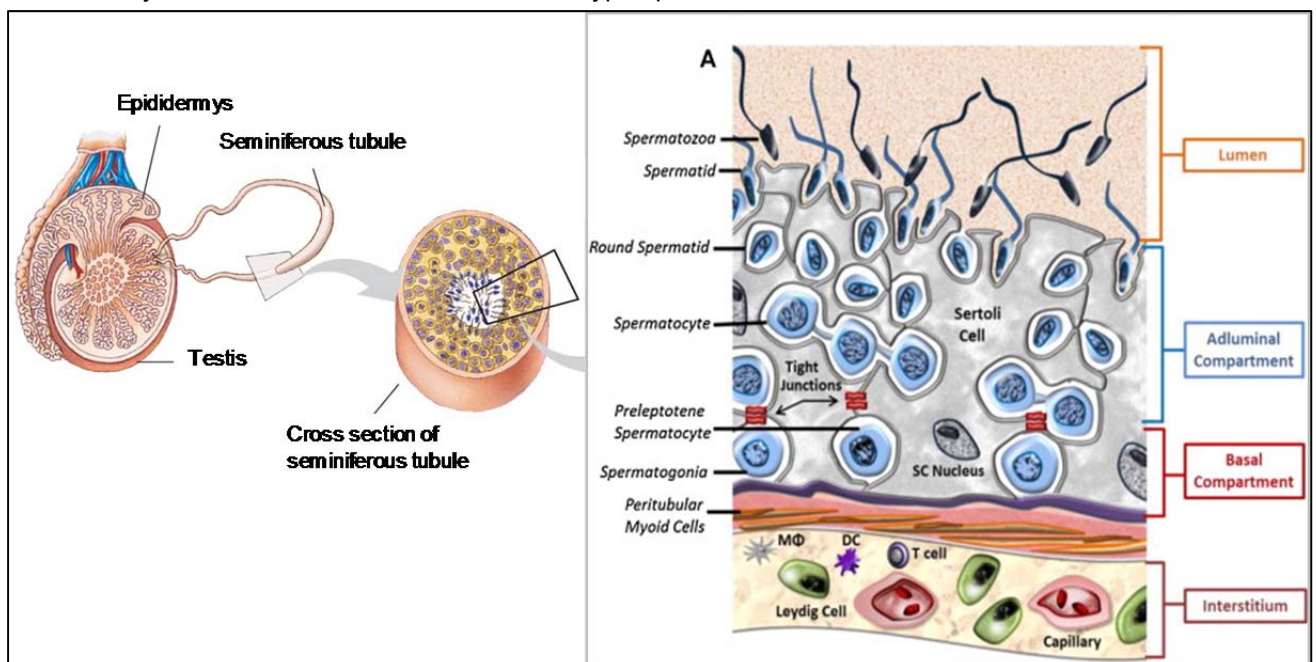 Epididermys
Seminiferous tubule
Testis
Cross section of
seminiferous tubule
A
Spermatozoa
Spermatid
Round Spermatid
Spermatocyte
Preleptotene
Spermatocyte
Spermatogonia
Peritubular
Myoid Cells
Sertoli
Cell
Tight
Junctions
SC Nucleus
MΦ
DC
T cell
Leydig Cell
Capillary
Lumen
Adluminal
Compartment
Basal
Compartment
Interstitium